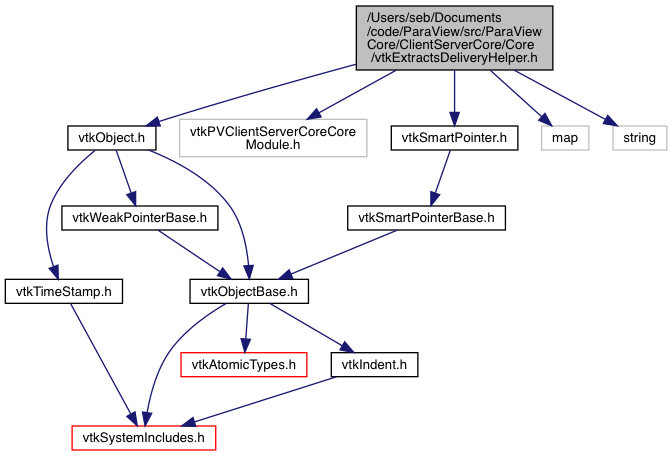 /Users/seb/Documents
/code/ParaView/src/ParaView
Core/ClientServerCore/Core
/vtkExtractsDeliveryHelper.h
vtkObject.h
vtkPVClientServerCoreCore
Module.h
vtkSmartPointer.h
map
string
vtkWeakPointerBase.h
vtkSmartPointerBase.h
vtkTimeStamp.h
vtkObjectBase.h
vtkAtomicTypes.h
vtkIndent.h
vtkSystemIncludes.h